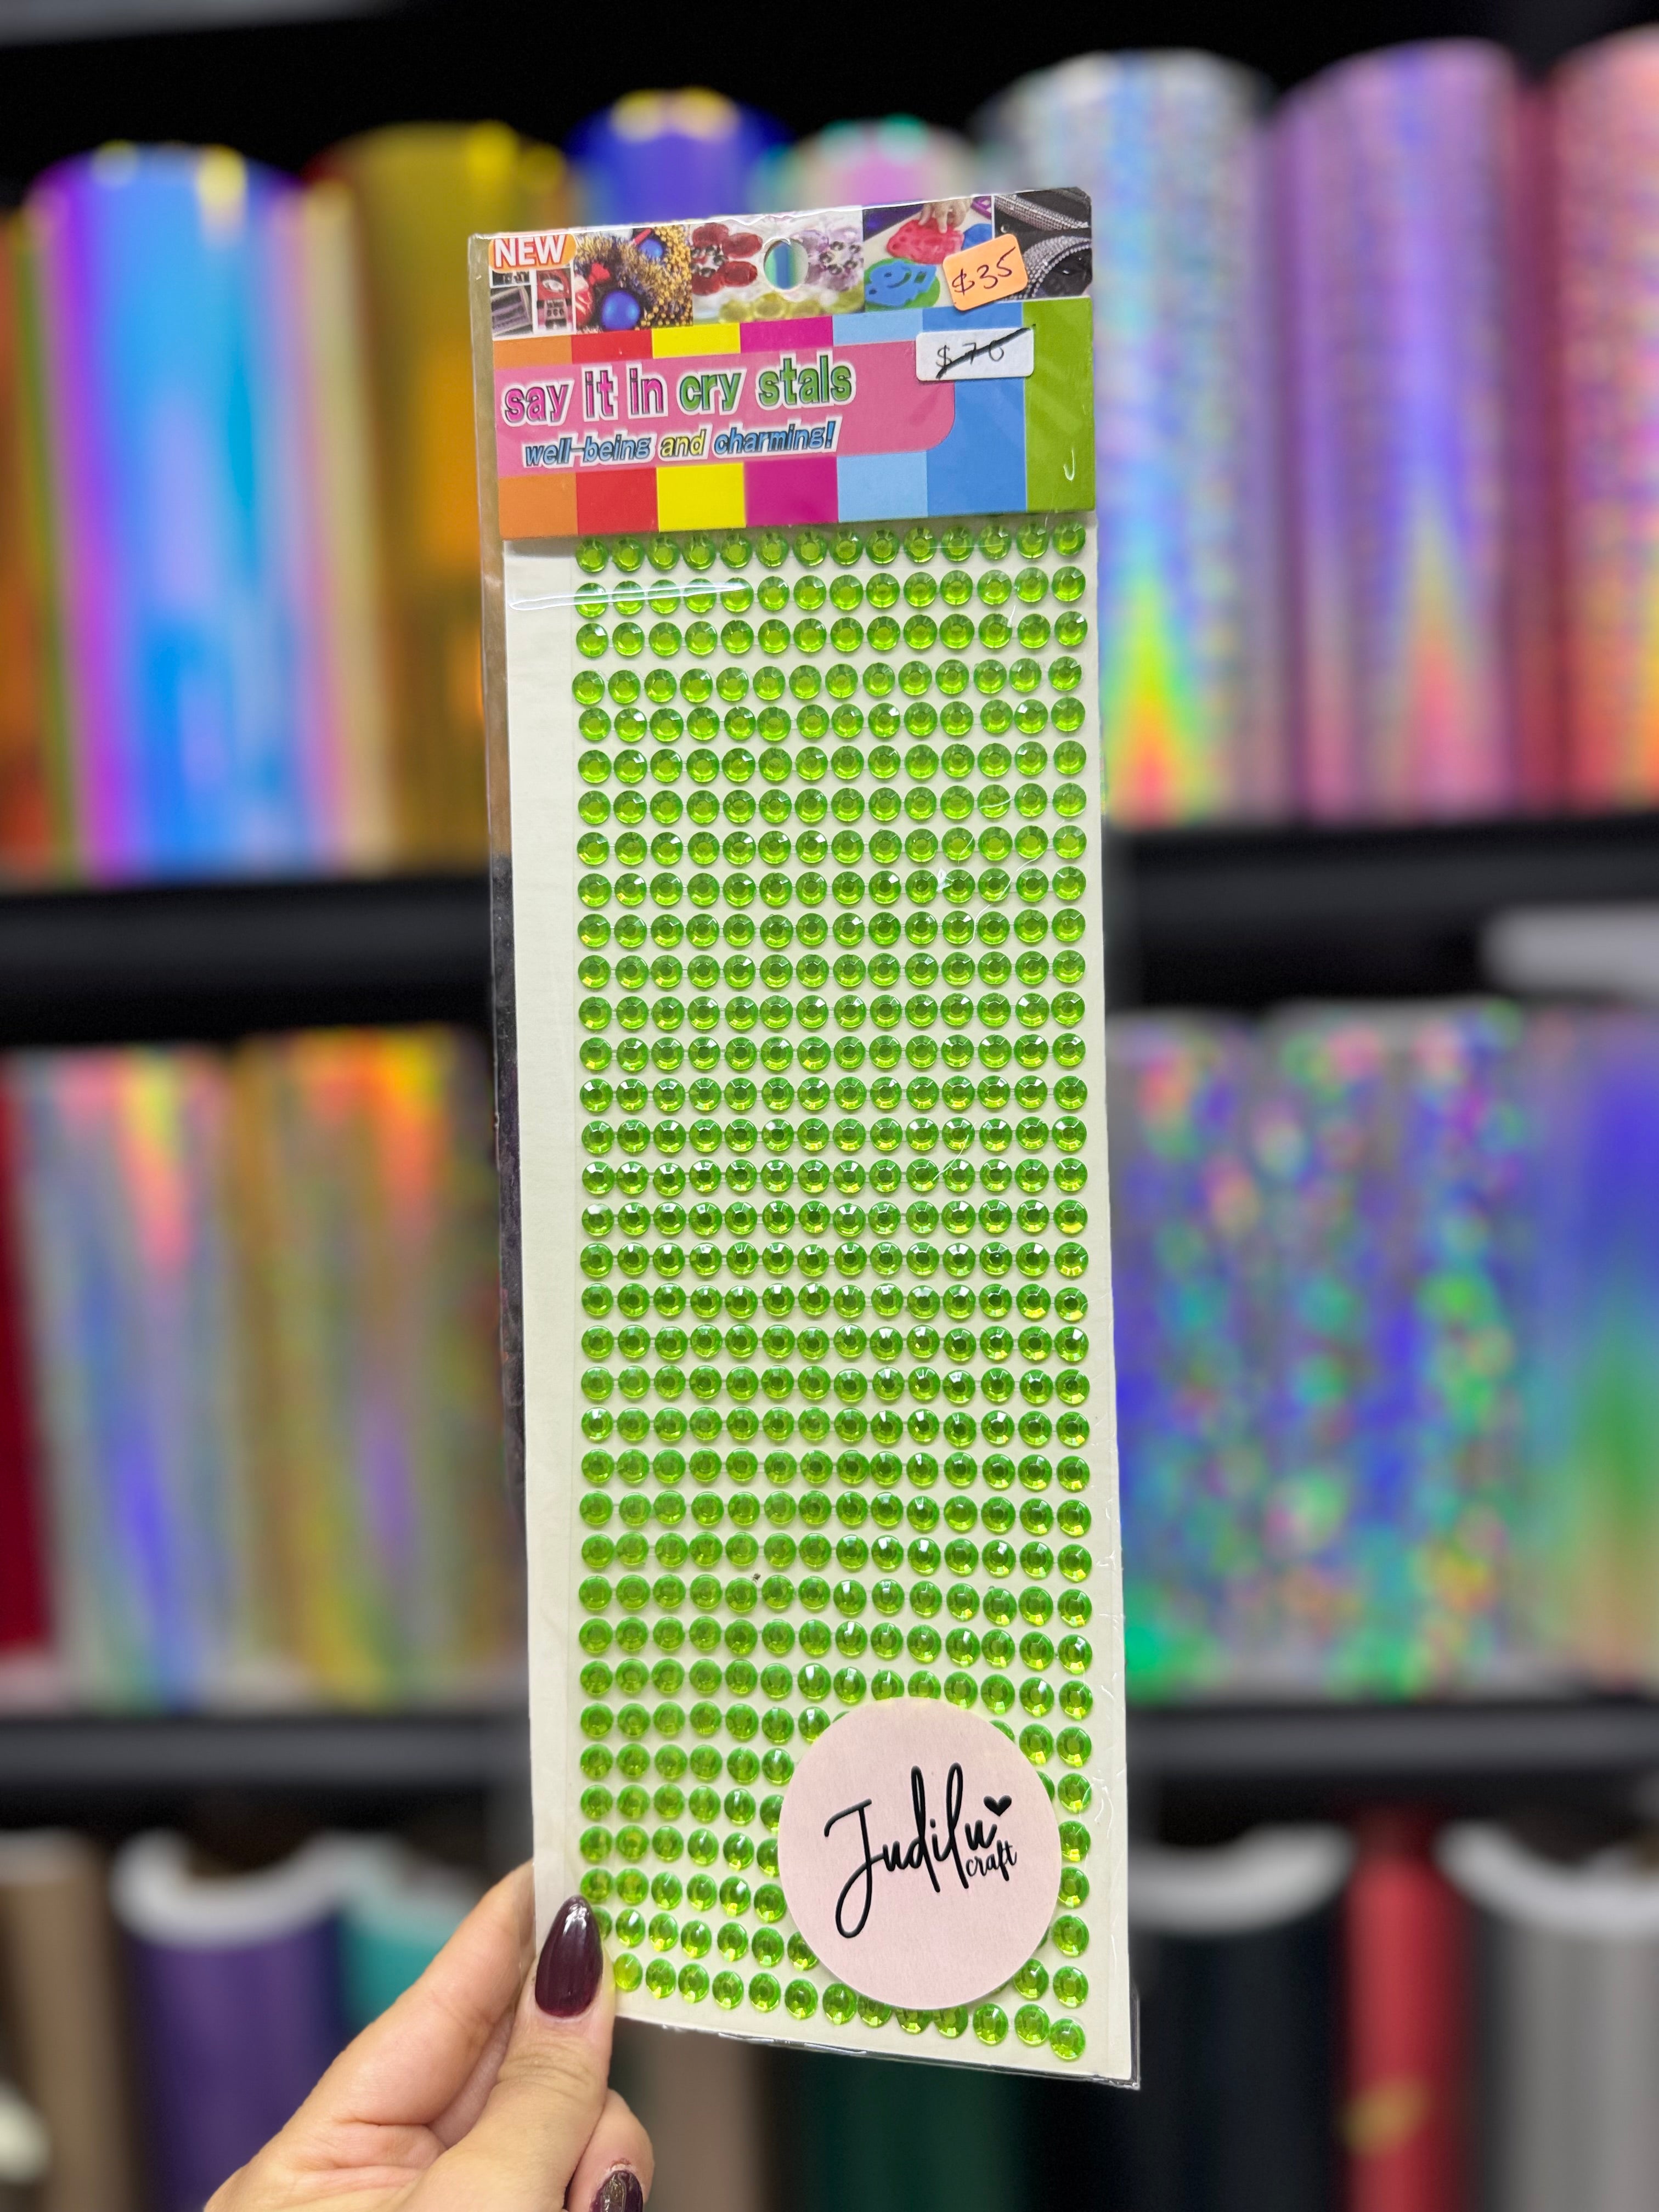 NEW
$35
$70
say it in cry stals
well-being and charming!
Judilu
craft